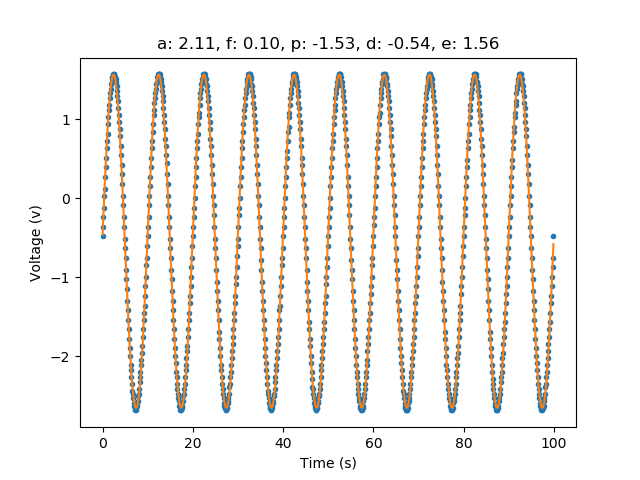 a: 2.11, f: 0.10, p: -1.53, d: -0.54, e: 1.56
1
0
−1
−2
Voltage (v)
0 20 40 60 80 100
Time (s)